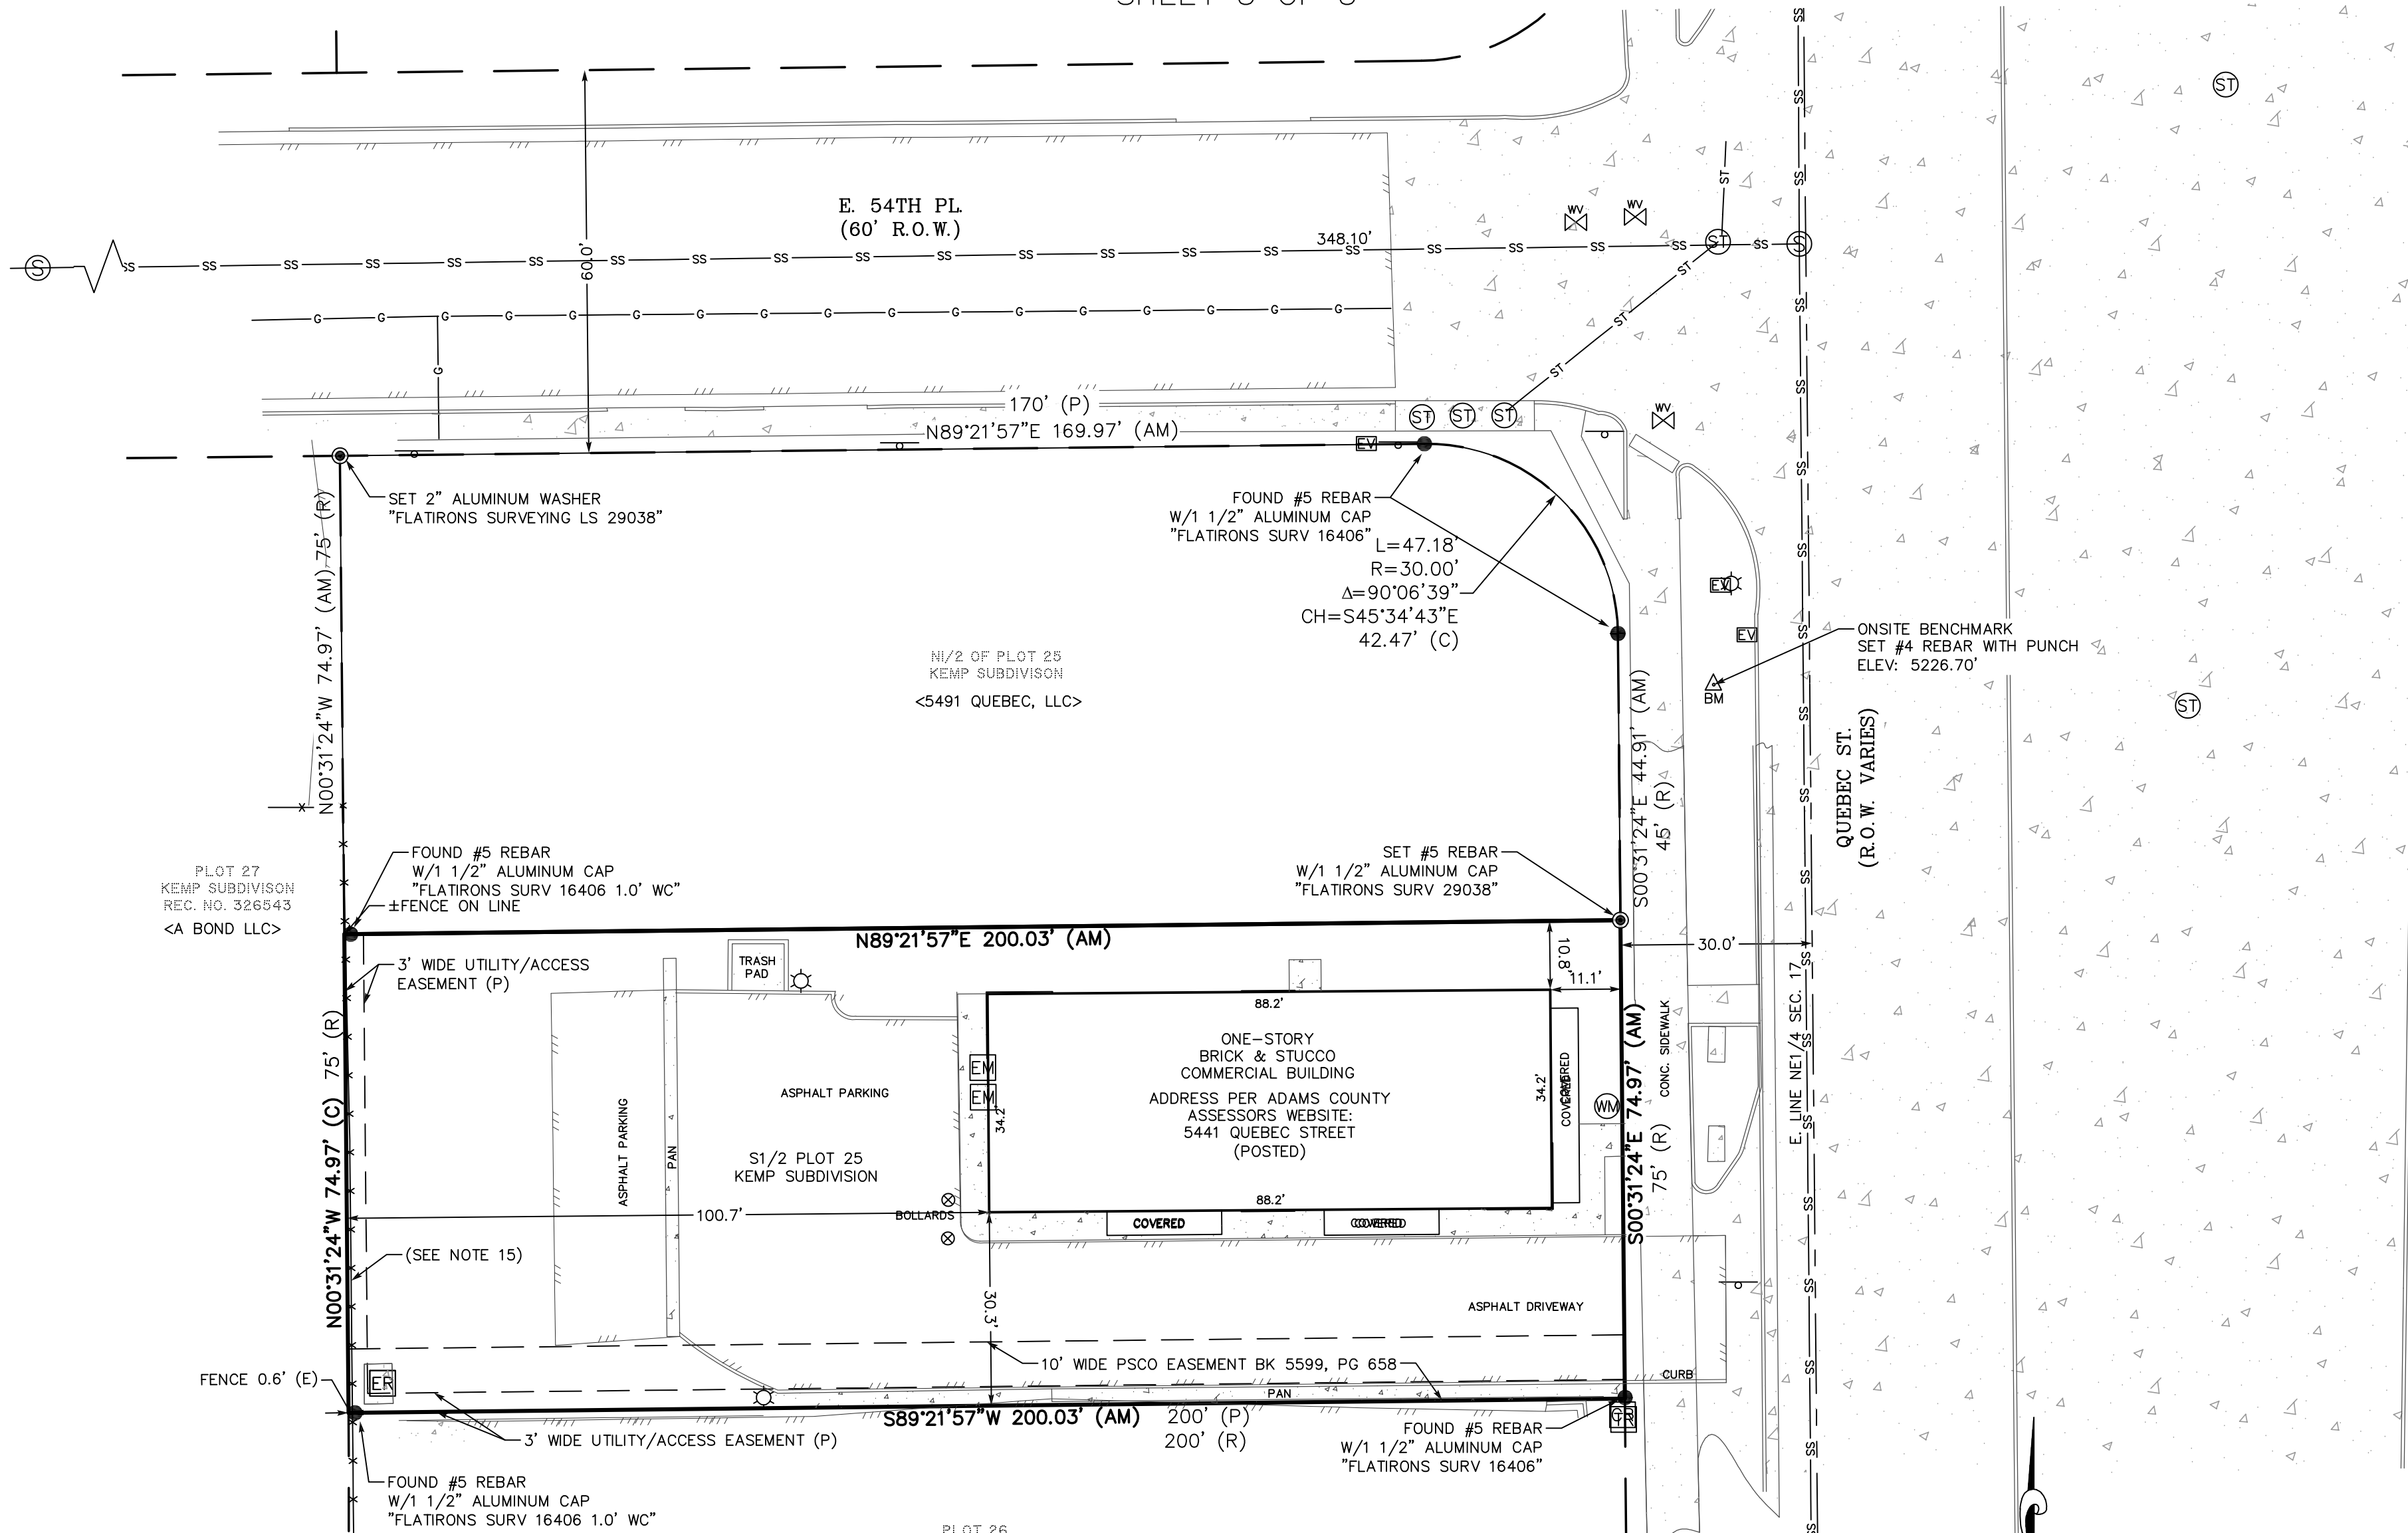 E. 54TH PL.
(60' R.O.W.)
348.10'
60.0'
SS
G
ST
S
WV
WV
WV
170' (P)
N89°21'57"E 169.97' (AM)
EV
SET 2" ALUMINUM WASHER
"FLATIRONS SURVEYING LS 29038"
FOUND #5 REBAR
W/1 1/2" ALUMINUM CAP
"FLATIRONS SURV 16406"
L=47.18'
R=30.00'
Δ=90°06'39"
CH=S45°34'43"E
42.47' (C)
N00°31'24"W 74.97' (AM) 75' (R)
EV
EV
ONSITE BENCHMARK
SET #4 REBAR WITH PUNCH
ELEV: 5226.70'
BM
NI/2 OF PLOT 25
KEMP SUBDIVISON
<5491 QUEBEC, LLC>
S00°31'24"E 44.91' (AM)
45' (R)
QUEBEC ST.
(R.O.W. VARIES)
FOUND #5 REBAR
W/1 1/2" ALUMINUM CAP
"FLATIRONS SURV 16406 1.0' WC"
±FENCE ON LINE
SET #5 REBAR
W/1 1/2" ALUMINUM CAP
"FLATIRONS SURV 29038"
PLOT 27
KEMP SUBDIVISON
REC. NO. 326543
<A BOND LLC>
N89°21'57"E 200.03' (AM)
30.0'
3' WIDE UTILITY/ACCESS
EASEMENT (P)
TRASH
PAD
10.8'
11.1'
88.2'
E. LINE NE1/4 SEC. 17
N00°31'24"W 74.97' (C) 75' (R)
ONE-STORY
BRICK & STUCCO
COMMERCIAL BUILDING
ADDRESS PER ADAMS COUNTY
ASSESSORS WEBSITE:
5441 QUEBEC STREET
(POSTED)
EM
EM
34.2'
34.2'
COVERED
WM
CONC. SIDEWALK
S00°31'24"E 74.97' (AM)
75' (R)
ASPHALT PARKING
ASPHALT PARKING
PAN
S1/2 PLOT 25
KEMP SUBDIVISION
88.2'
100.7'
BOLLARDS
COVERED
COVERED
(SEE NOTE 15)
30.3'
ASPHALT DRIVEWAY
10' WIDE PSCO EASEMENT BK 5599, PG 658
CURB
FENCE 0.6' (E)
ER
PAN
S89°21'57"W 200.03' (AM)
200' (P)
200' (R)
3' WIDE UTILITY/ACCESS EASEMENT (P)
FOUND #5 REBAR
W/1 1/2" ALUMINUM CAP
"FLATIRONS SURV 16406"
FOUND #5 REBAR
W/1 1/2" ALUMINUM CAP
"FLATIRONS SURV 16406 1.0' WC"
PLOT 26